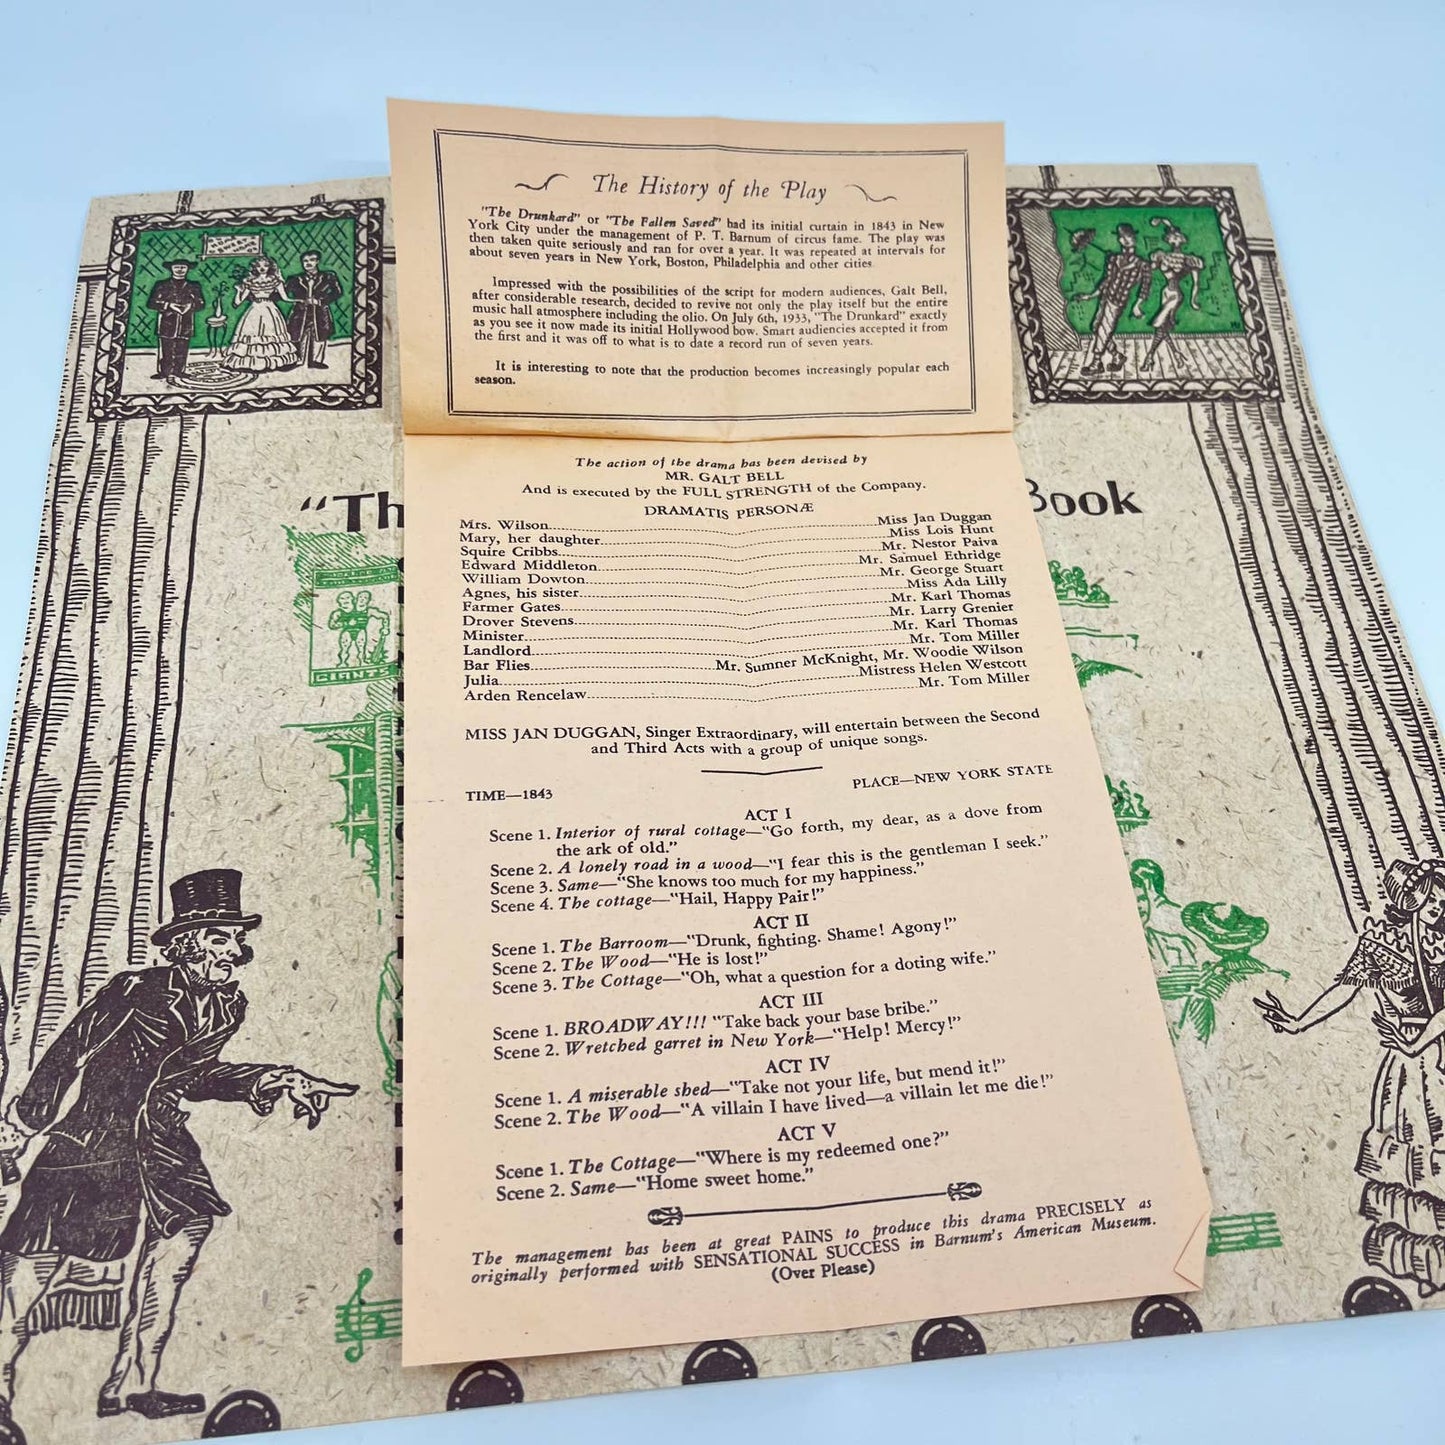 The History of the Play
"The Drunkard" or "The Fallen Saved" had its initial curtain in 1843 in New
York City under the management of P. T. Barnum of circus fame. The play was
then taken quite seriously and ran for over a year. It was repeated at intervals for
about seven years in New York, Boston, Philadelphia and other cities.
Impressed with the possibilities of the script for modern audiences, Galt Bell,
after considerable research, decided to revive not only the play itself but the entire
music hall atmosphere including the olio. On July 6th, 1933, "The Drunkard" exactly
as you see it now made its initial Hollywood bow. Smart audiences accepted it from
the first and it was off to what is to date a record run of seven years.
It is interesting to note that the production becomes increasingly popular each
season.
"Th
Book
The action of the drama has been devised by
MR. GALT BELL
And is executed by the FULL STRENGTH of the Company.
DRAMATIS PERSONÆ
Mrs. Wilson Miss Jan Duggan
Mary, her daughter Miss Lois Hunt
Squire Cribbs Mr. Nestor Paiva
Edward Middleton Mr. Samuel Ethridge
William Dowton Mr. George Stuart
Agnes, his sister Miss Ada Lilly
Farmer Gates Mr. Karl Thomas
Drover Stevens Mr. Larry Grenier
Minister Mr. Karl Thomas
Landlord Mr. Tom Miller
Bar Flies Mr. Sumner McKnight, Mr. Woodie Wilson
Julia Mistress Helen Westcott
Arden Rencelaw Mr. Tom Miller
GIANTS
MISS JAN DUGGAN, Singer Extraordinary, will entertain between the Second
and Third Acts with a group of unique songs.
TIME—1843 PLACE—NEW YORK STATE
ACT I
Scene 1. Interior of rural cottage—"Go forth, my dear, as a dove from
the ark of old."
Scene 2. A lonely road in a wood—"I fear this is the gentleman I seek."
Scene 3. Same—"She knows too much for my happiness."
Scene 4. The cottage—"Hail, Happy Pair!"
ACT II
Scene 1. The Barroom—"Drunk, fighting. Shame! Agony!"
Scene 2. The Wood—"He is lost!"
Scene 3. The Cottage—"Oh, what a question for a doting wife."
ACT III
Scene 1. BROADWAY!!! "Take back your base bribe."
Scene 2. Wretched garret in New York—"Help! Mercy!"
ACT IV
Scene 1. A miserable shed—"Take not your life, but mend it!"
Scene 2. The Wood—"A villain I have lived—a villain let me die!"
ACT V
Scene 1. The Cottage—"Where is my redeemed one?"
Scene 2. Same—"Home sweet home."
The management has been at great PAINS to produce this drama PRECISELY as
originally performed with SENSATIONAL SUCCESS in Barnum's American Museum.
(Over Please)